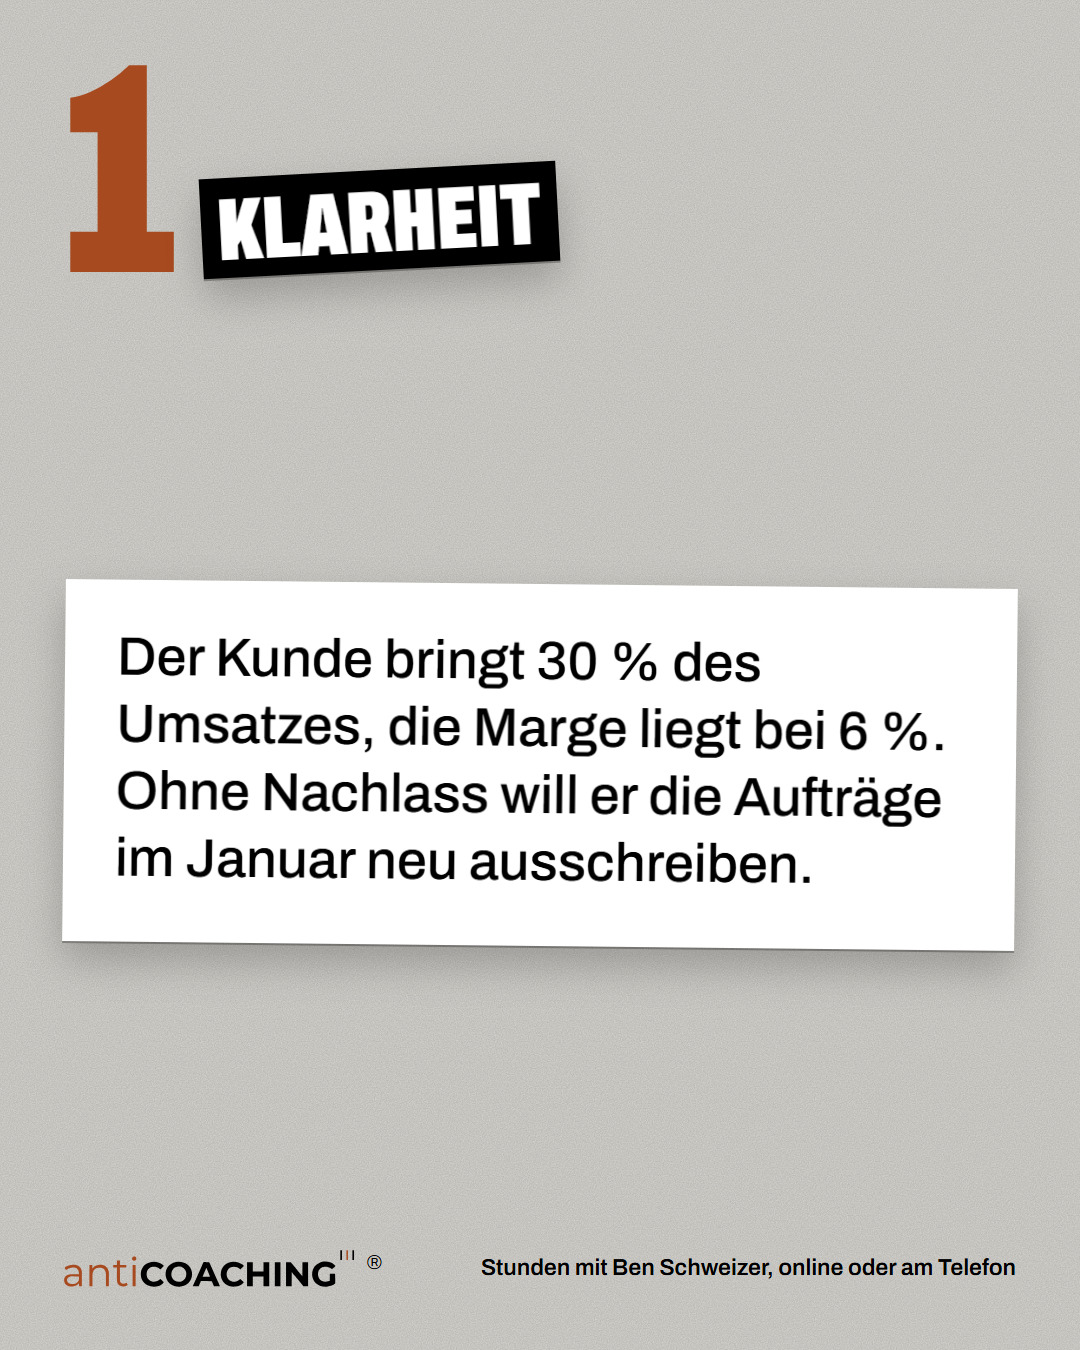 1
KLARHEIT
Der Kunde bringt 30 % des
Umsatzes, die Marge liegt bei 6 %.
Ohne Nachlass will er die Aufträge
im Januar neu ausschreiben.
antiCOACHING ®
Stunden mit Ben Schweizer, online oder am Telefon